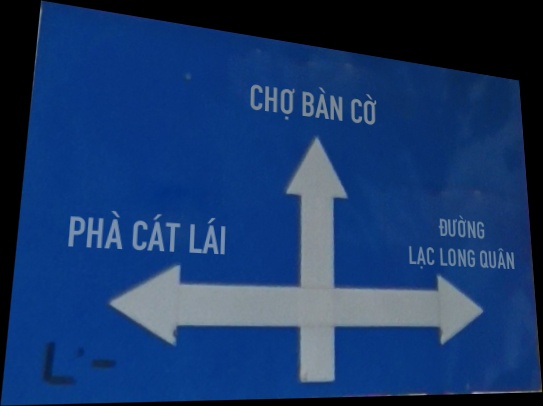 CHỢ BÀN CỜ
PHÀ CÁT LÁI
ĐƯỜNG
LẠC LONG QUÂN